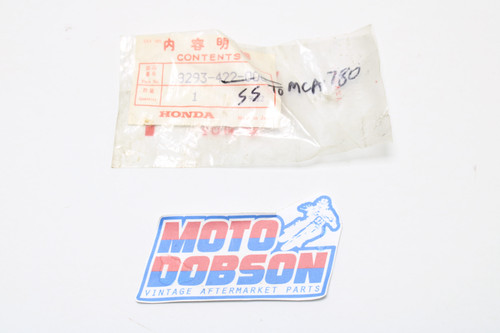 内容明
CONTENTS
9293-422-00
1
SS TO MCA 780
HONDA
MOTO
DOBSON
VINTAGE AFTERMARKET PARTS